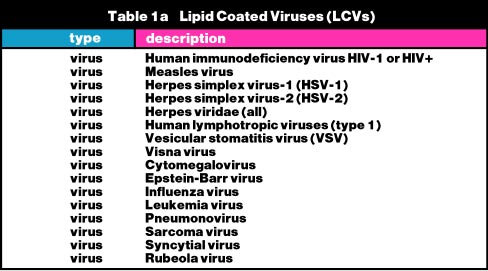 Table 1a Lipid Coated Viruses (LCVs)
type description
virus Human immunodeficiency virus HIV-1 or HIV+
virus Measles virus
virus Herpes simplex virus-1 (HSV-1)
virus Herpes simplex virus-2 (HSV-2)
virus Herpes viridae (all)
virus Human lymphotropic viruses (type 1)
virus Vesicular stomatitis virus (VSV)
virus Visna virus
virus Cytomegalovirus
virus Epstein-Barr virus
virus Influenza virus
virus Leukemia virus
virus Pneumonovirus
virus Sarcoma virus
virus Syncytial virus
virus Rubeola virus